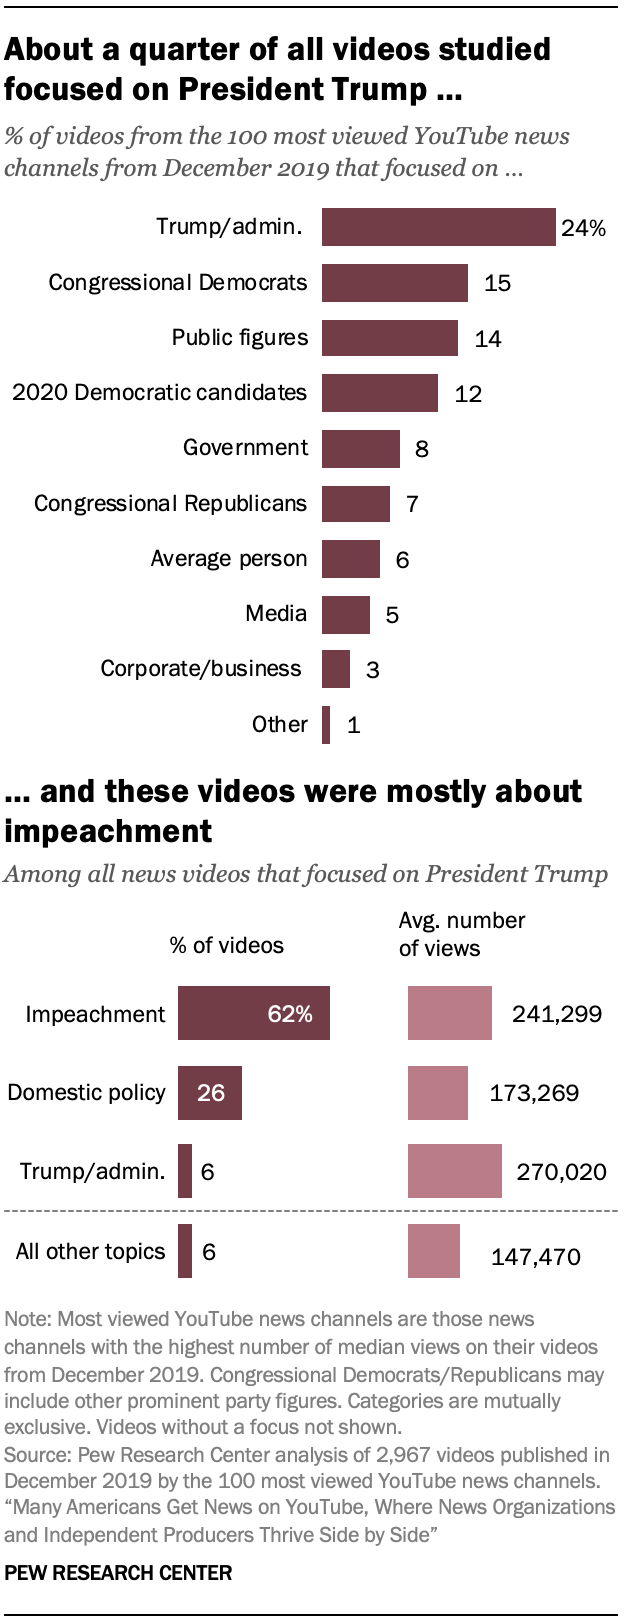 About a quarter of all videos studied
focused on President Trump ...
% of videos from the 100 most viewed YouTube news
channels from December 2019 that focused on ...
Trump/admin. 24%
Congressional Democrats 15
Public figures 14
2020 Democratic candidates 12
Government 8
Congressional Republicans 7
Average person 6
Media 5
Corporate/business 3
Other 1
... and these videos were mostly about
impeachment
Among all news videos that focused on President Trump
% of videos
Avg. number
of views
Impeachment 62% 241,299
Domestic policy 26 173,269
Trump/admin. 6 270,020
All other topics 6 147,470
Note: Most viewed YouTube news channels are those news
channels with the highest number of median views on their videos
from December 2019. Congressional Democrats/Republicans may
include other prominent party figures. Categories are mutually
exclusive. Videos without a focus not shown.
Source: Pew Research Center analysis of 2,967 videos published in
December 2019 by the 100 most viewed YouTube news channels.
“Many Americans Get News on YouTube, Where News Organizations
and Independent Producers Thrive Side by Side”
PEW RESEARCH CENTER